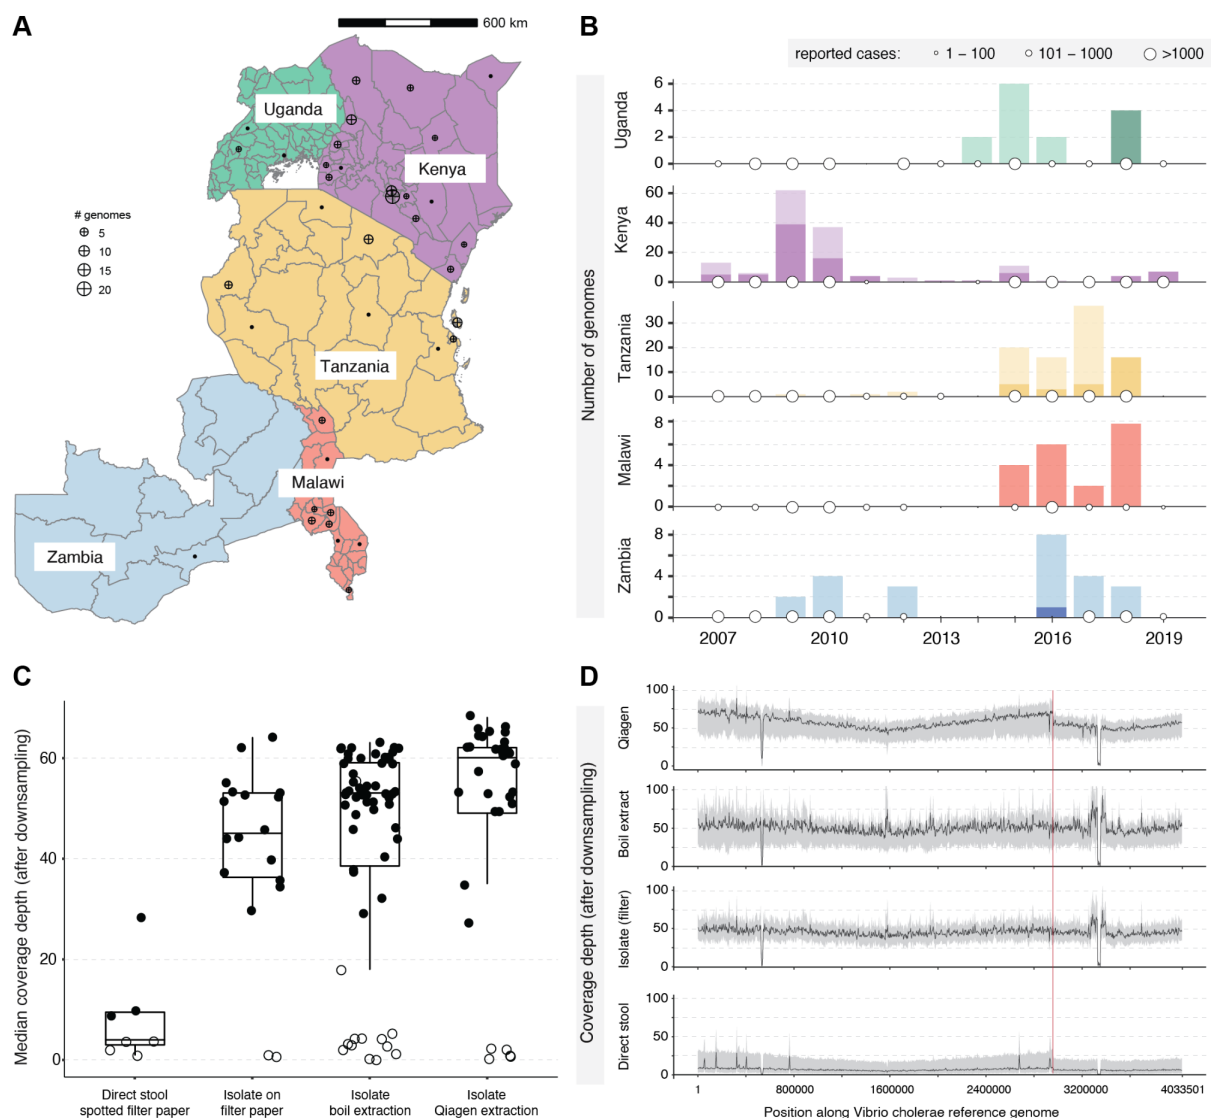 A
600 km
Uganda
Kenya
# genomes
5
10
15
20
Tanzania
Malawi
Zambia
B
reported cases: 1 – 100 101 – 1000 >1000
Number of genomes
Uganda
6
4
2
0
Kenya
60
40
20
0
Tanzania
30
20
10
0
Malawi
8
4
0
Zambia
8
4
0
2007 2010 2013 2016 2019
C
Median coverage depth (after downsampling)
60
40
20
0
Direct stool
spotted filter paper
Isolate on
filter paper
Isolate
boil extraction
Isolate
Qiagen extraction
D
Coverage depth (after downsampling)
Qiagen
100
50
0
Boil extract
100
50
0
Isolate (filter)
100
50
0
Direct stool
100
50
0
1 800000 1600000 2400000 3200000 4033501
Position along Vibrio cholerae reference genome